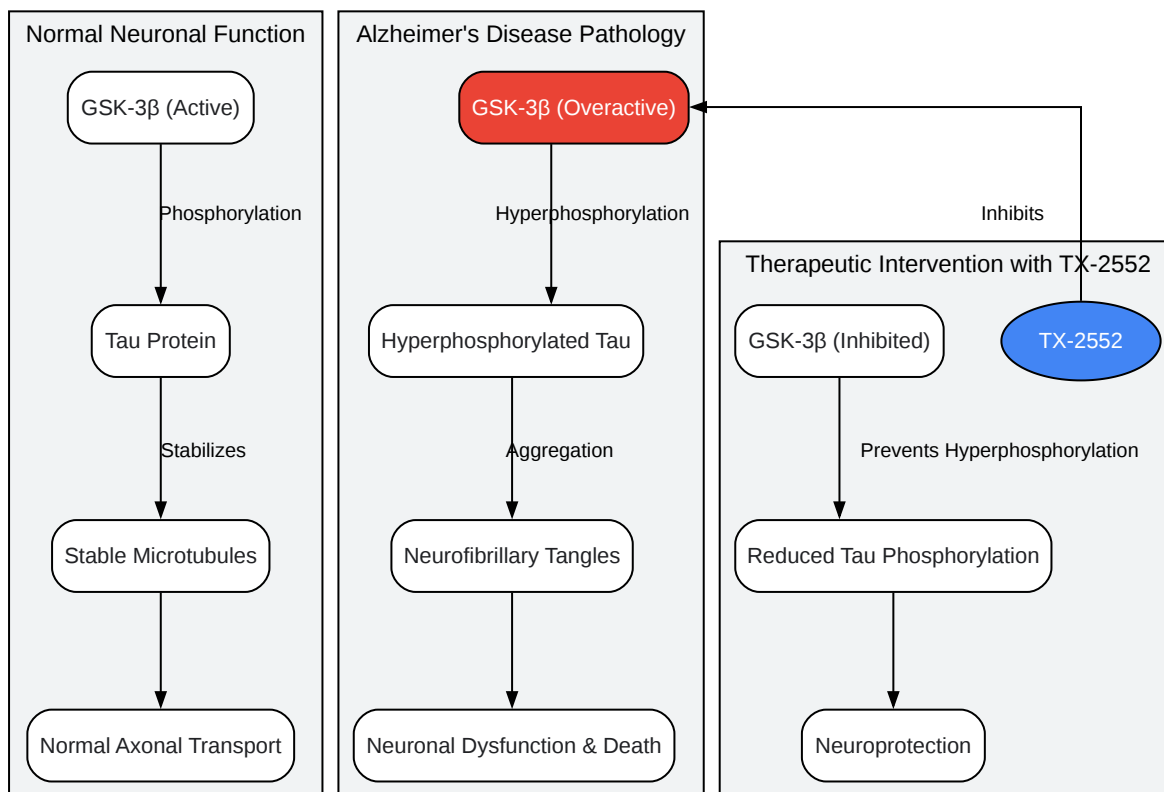 Normal Neuronal Function
GSK-3β (Active)
Phosphorylation
Tau Protein
Stabilizes
Stable Microtubules
Normal Axonal Transport
Alzheimer's Disease Pathology
GSK-3β (Overactive)
Hyperphosphorylation
Hyperphosphorylated Tau
Aggregation
Neurofibrillary Tangles
Neuronal Dysfunction & Death
Inhibits
Therapeutic Intervention with TX-2552
GSK-3β (Inhibited)
TX-2552
Prevents Hyperphosphorylation
Reduced Tau Phosphorylation
Neuroprotection